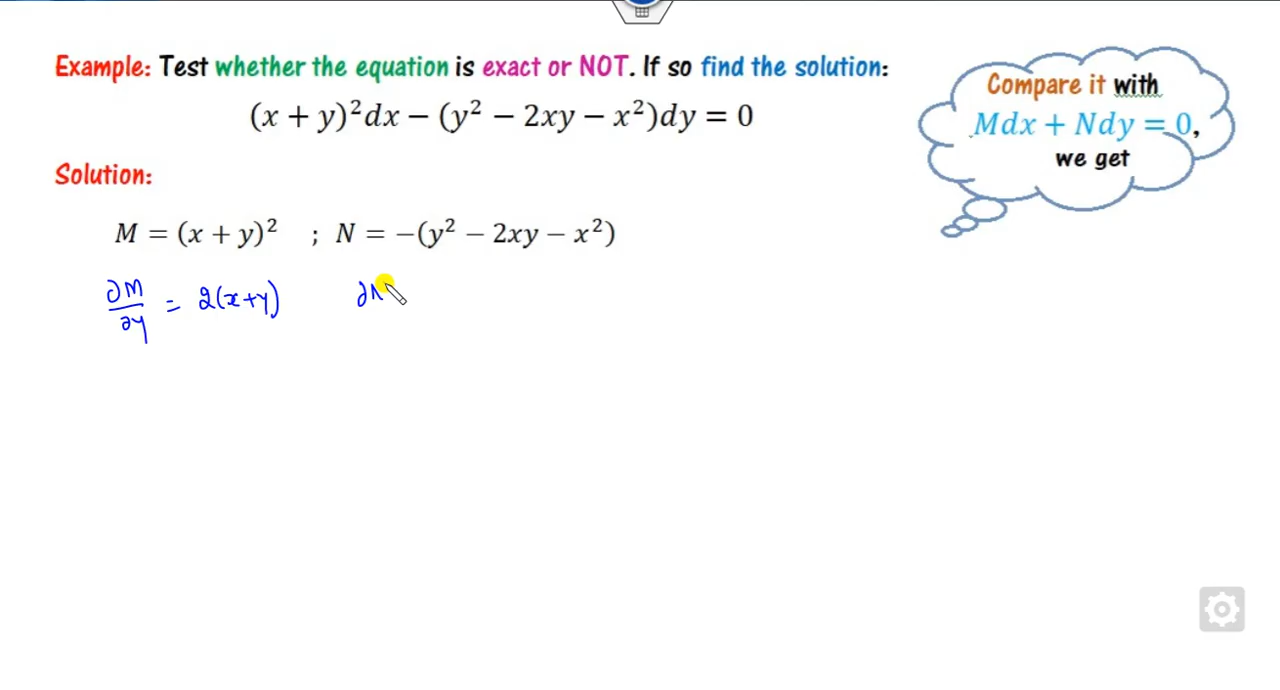 Example: Test whether the equation is exact or NOT. If so find the solution:
(x + y)²dx − (y² − 2xy − x²)dy = 0
Compare it with
Mdx + Ndy = 0,
we get
Solution:
M = (x + y)² ; N = −(y² − 2xy − x²)
∂M/∂y = 2(x+y)